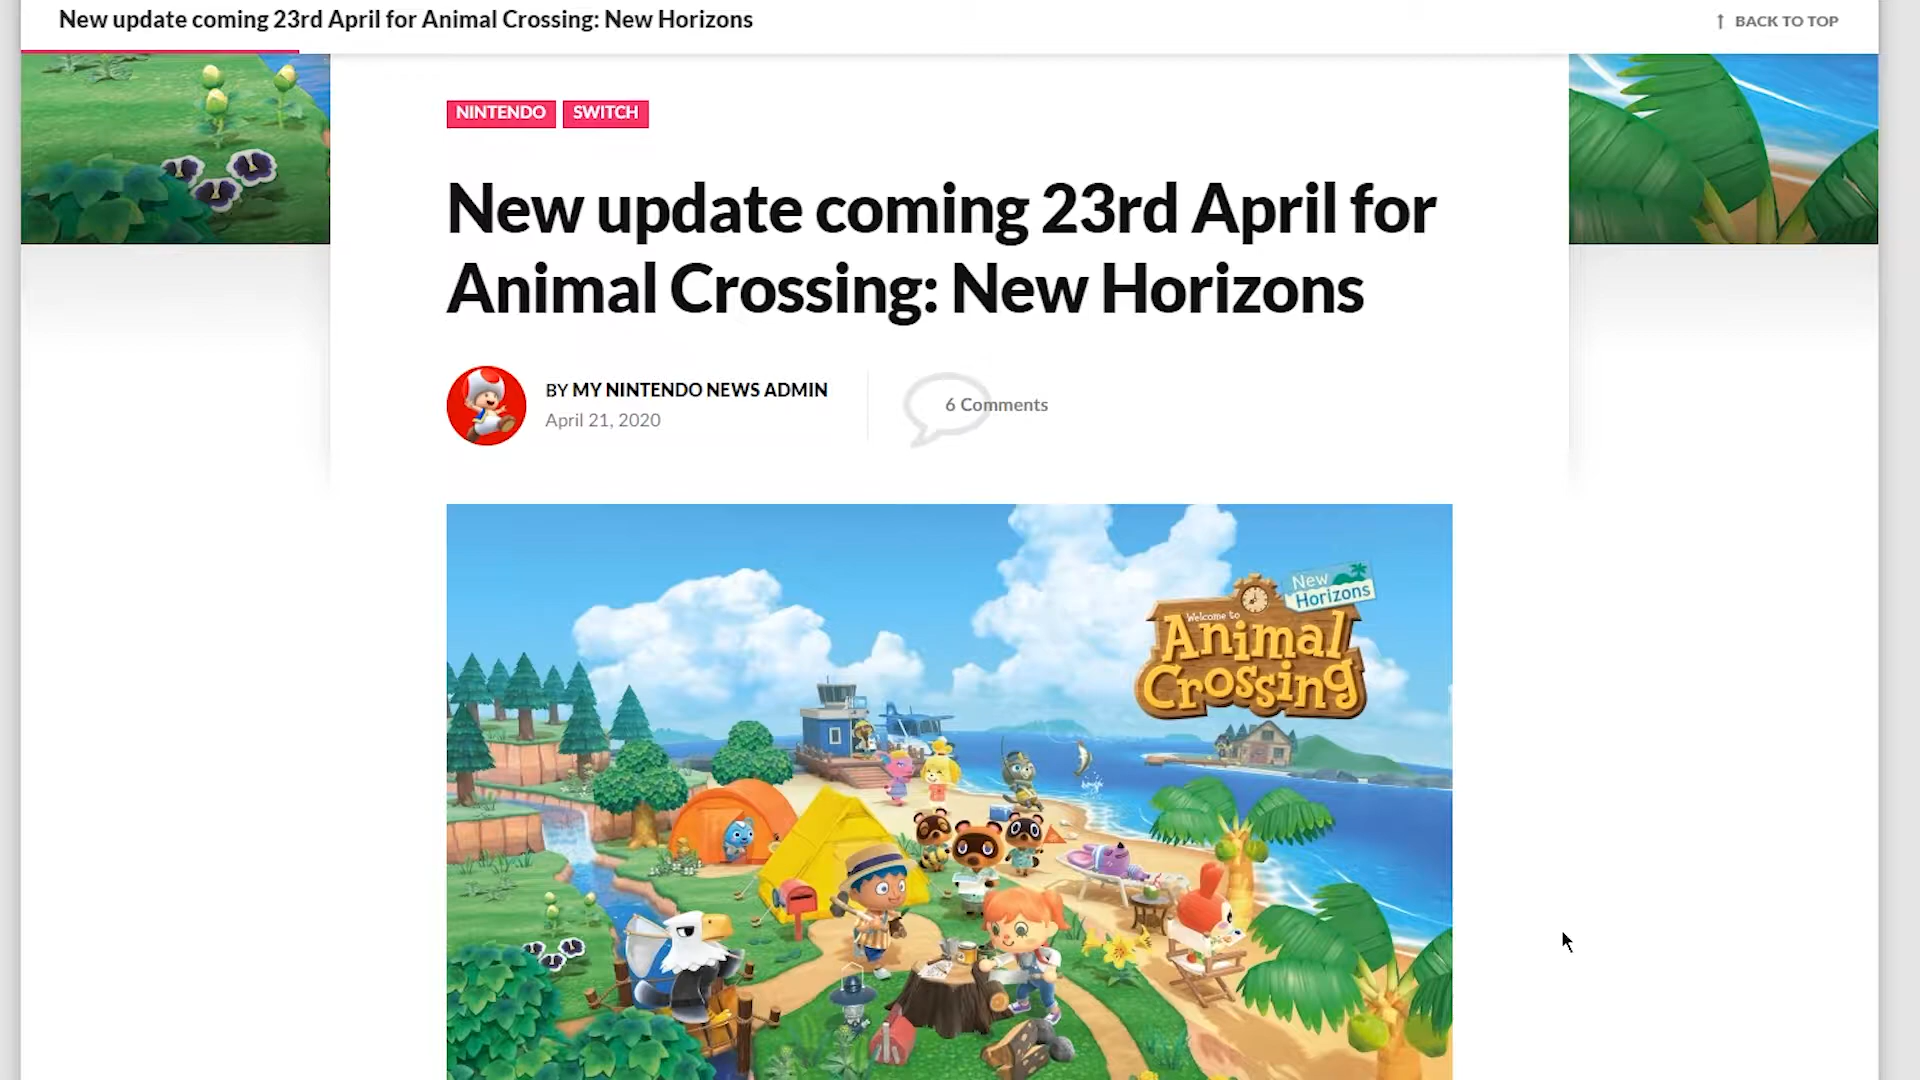 New update coming 23rd April for Animal Crossing: New Horizons
↑ BACK TO TOP
NINTENDO SWITCH
New update coming 23rd April for
Animal Crossing: New Horizons
BY MY NINTENDO NEWS ADMIN
April 21, 2020
6 Comments
New
Horizons
Welcome to
Animal
Crossing